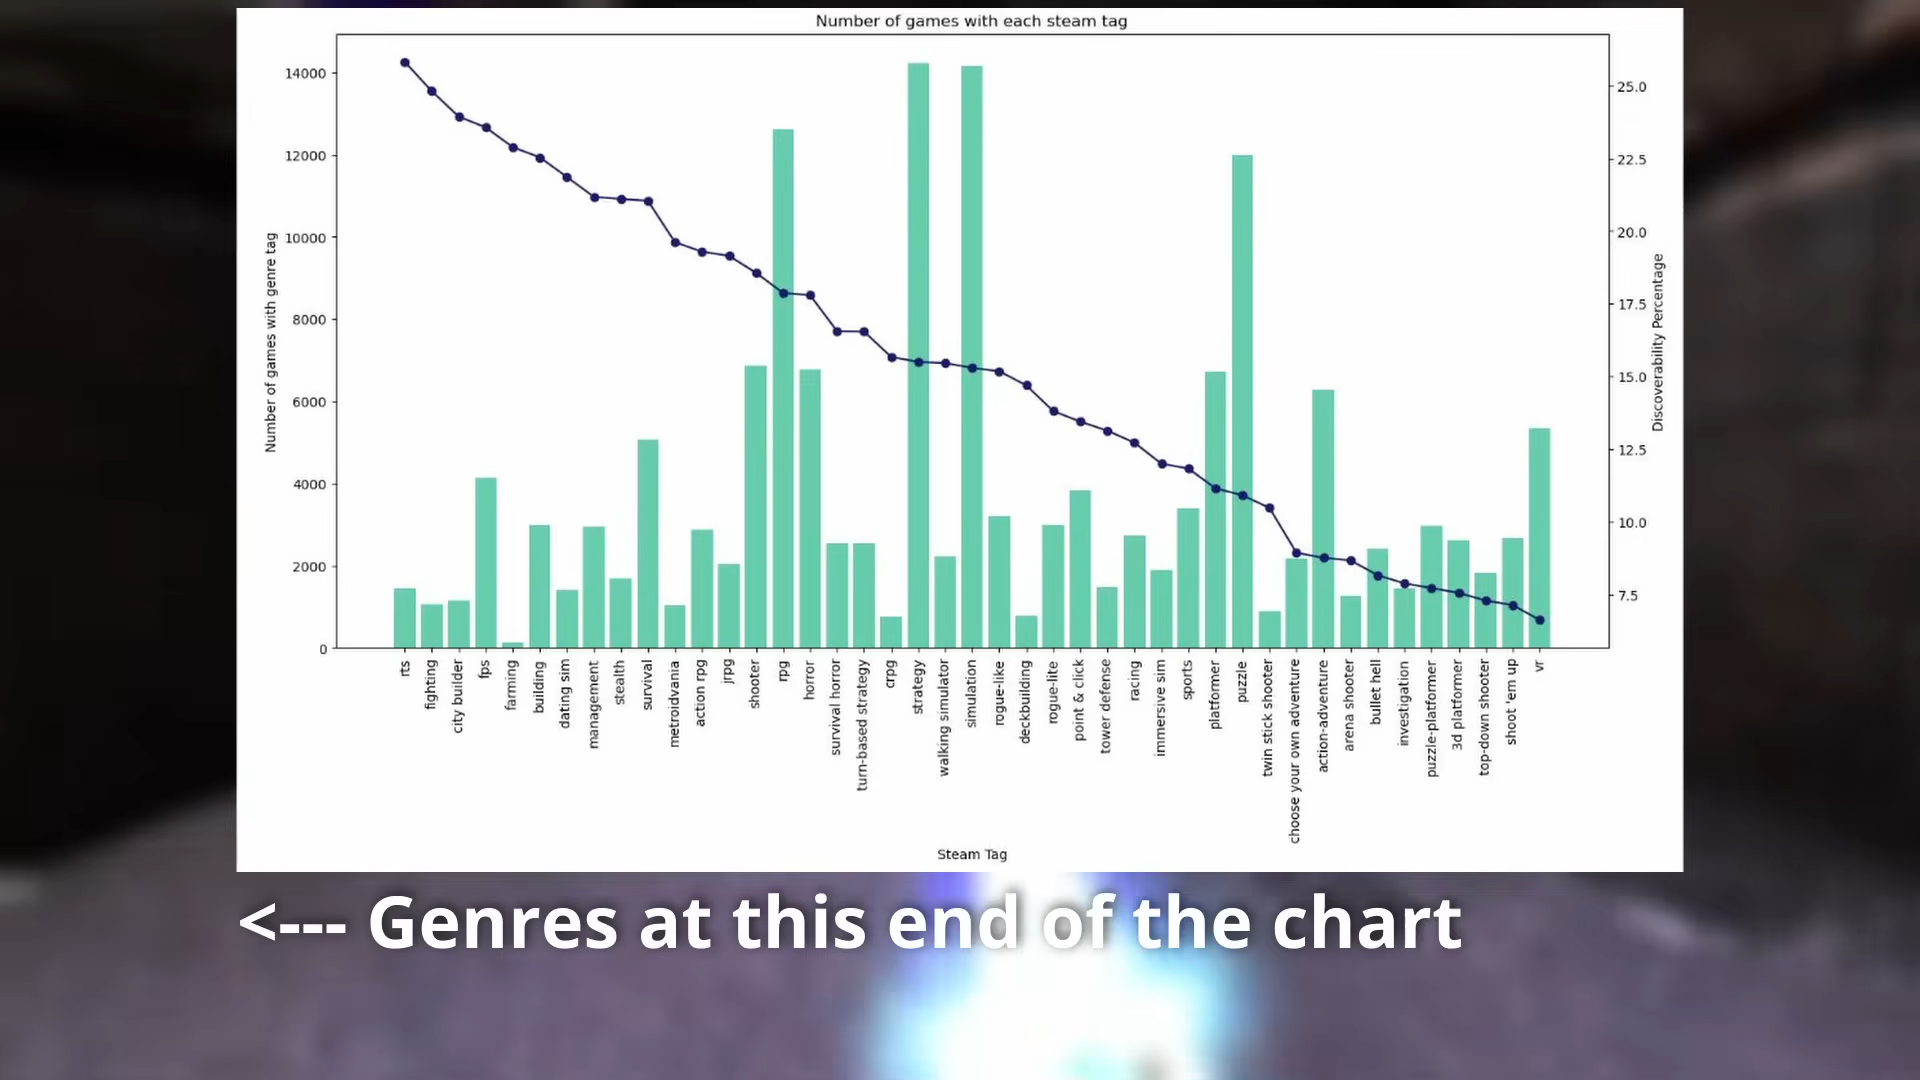 Number of games with each steam tag
14000
12000
10000
8000
6000
4000
2000
0
Number of games with genre tag
25.0
22.5
20.0
17.5
15.0
12.5
10.0
7.5
Discoverability Percentage
rts
fighting
city builder
fps
farming
building
dating sim
management
stealth
survival
metroidvania
action rpg
jrpg
shooter
rpg
horror
survival horror
turn-based strategy
crpg
strategy
walking simulator
simulation
rogue-like
deckbuilding
rogue-lite
point & click
tower defense
racing
immersive sim
sports
platformer
puzzle
twin stick shooter
choose your own adventure
action-adventure
arena shooter
bullet hell
investigation
puzzle-platformer
3d platformer
top-down shooter
shoot 'em up
vr
Steam Tag
<--- Genres at this end of the chart